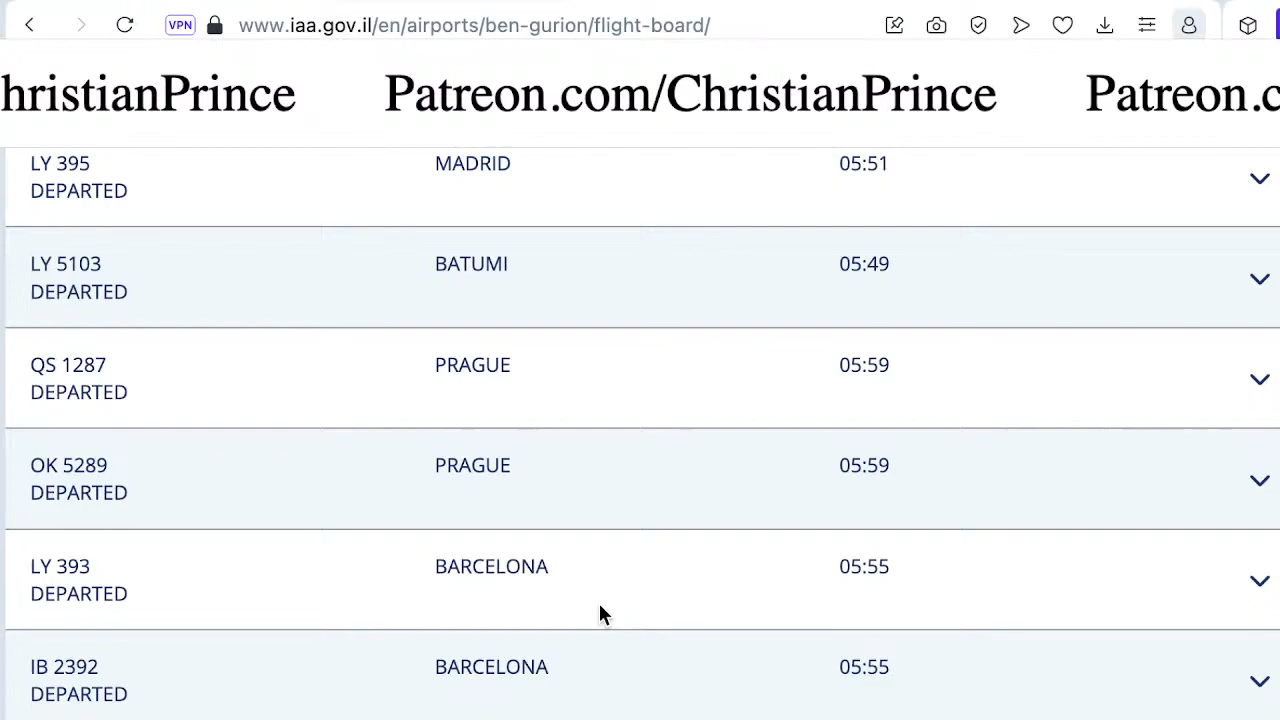 VPN www.iaa.gov.il/en/airports/ben-gurion/flight-board/
hristianPrince Patreon.com/ChristianPrince Patreon.c
LY 395 MADRID 05:51
DEPARTED
LY 5103 BATUMI 05:49
DEPARTED
QS 1287 PRAGUE 05:59
DEPARTED
OK 5289 PRAGUE 05:59
DEPARTED
LY 393 BARCELONA 05:55
DEPARTED
IB 2392 BARCELONA 05:55
DEPARTED